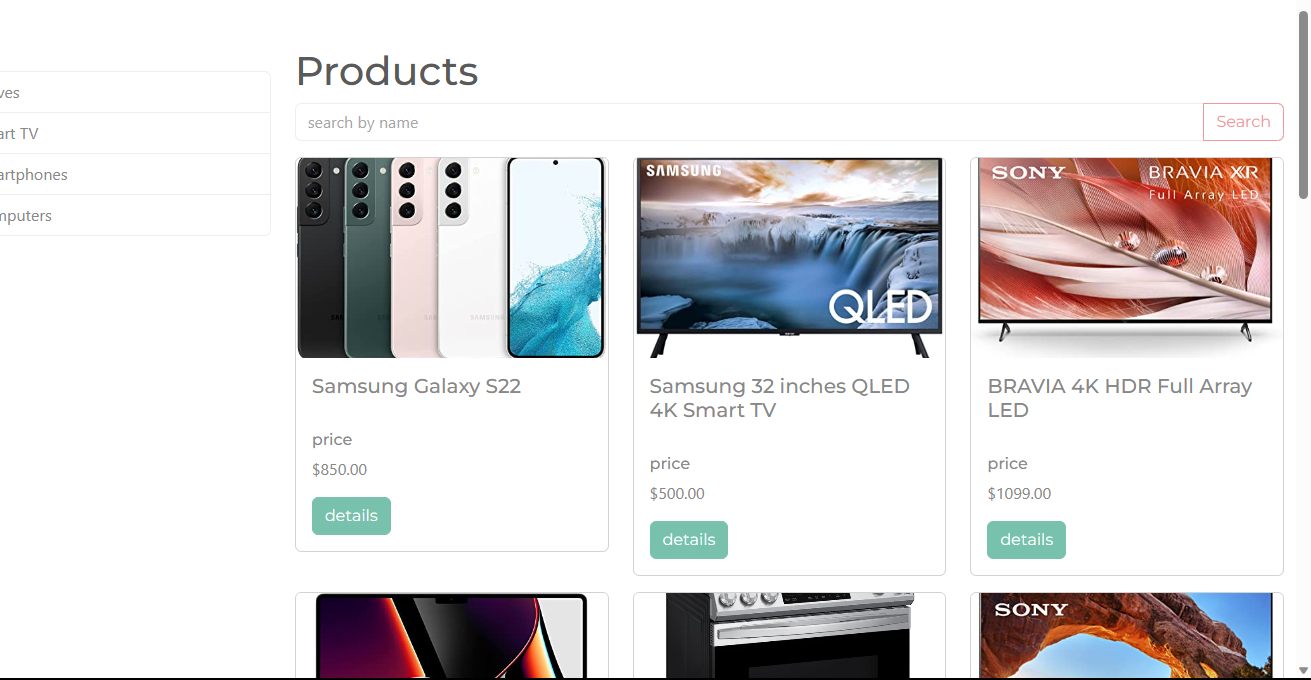 Products
ves
art TV
artphones
mputers
search by name
Search
SAMSUNG
QLED
SONY
BRAVIA XR
Full Array LED
Samsung Galaxy S22
price
$850.00
details
Samsung 32 inches QLED
4K Smart TV
price
$500.00
details
BRAVIA 4K HDR Full Array
LED
price
$1099.00
details
SONY